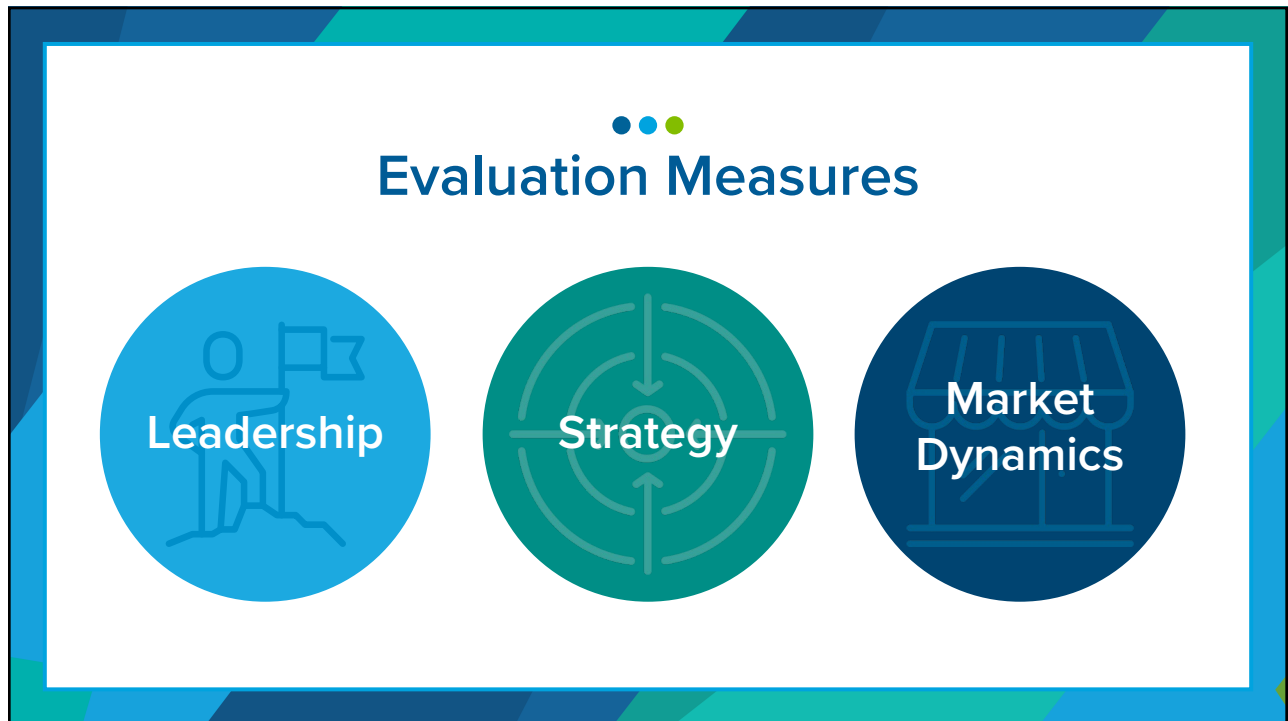 Evaluation Measures
Leadership
Strategy
Market
Dynamics